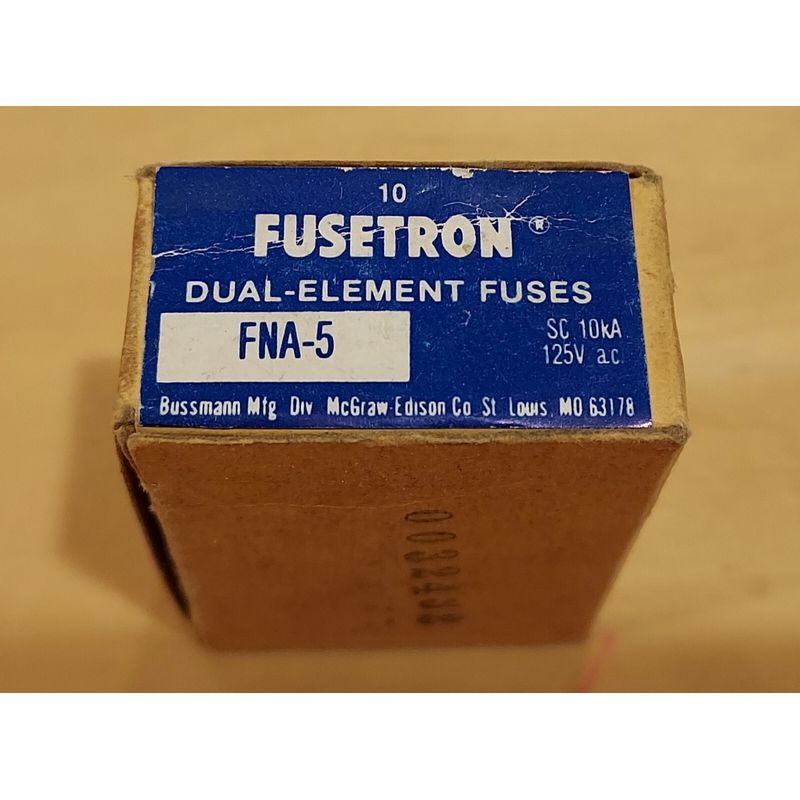 10
FUSETRON®
DUAL-ELEMENT FUSES
FNA-5
SC 10kA
125V a.c.
Bussmann Mfg. Div. McGraw-Edison Co. St. Louis, MO 63178